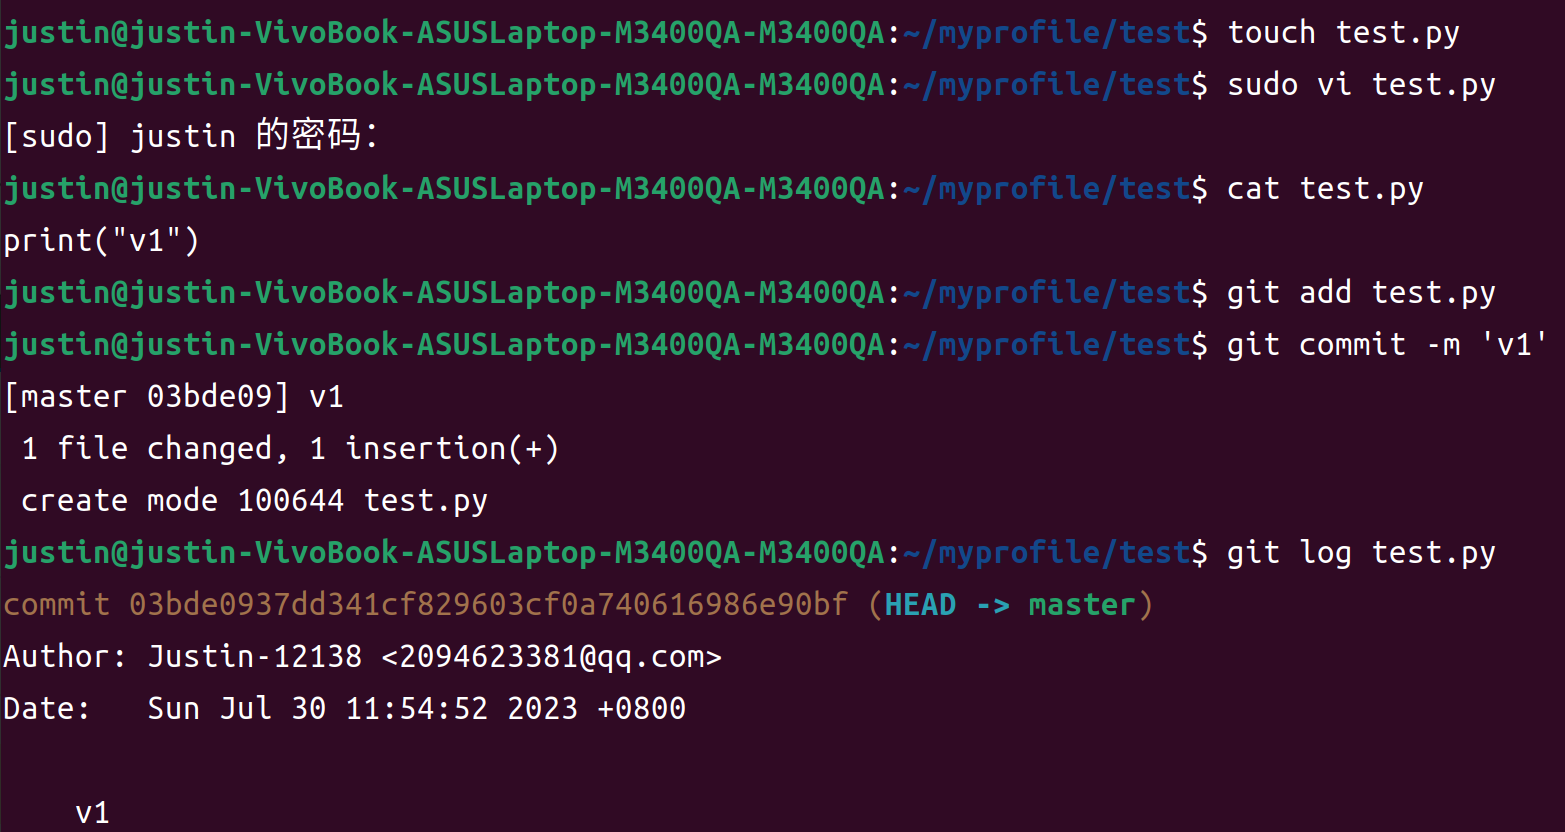 justin@justin-VivoBook-ASUSLaptop-M3400QA-M3400QA:~/myprofile/test$ touch test.py
justin@justin-VivoBook-ASUSLaptop-M3400QA-M3400QA:~/myprofile/test$ sudo vi test.py
[sudo] justin 的密码：
justin@justin-VivoBook-ASUSLaptop-M3400QA-M3400QA:~/myprofile/test$ cat test.py
print("v1")
justin@justin-VivoBook-ASUSLaptop-M3400QA-M3400QA:~/myprofile/test$ git add test.py
justin@justin-VivoBook-ASUSLaptop-M3400QA-M3400QA:~/myprofile/test$ git commit -m 'v1'
[master 03bde09] v1
 1 file changed, 1 insertion(+)
 create mode 100644 test.py
justin@justin-VivoBook-ASUSLaptop-M3400QA-M3400QA:~/myprofile/test$ git log test.py
commit 03bde0937dd341cf829603cf0a740616986e90bf (HEAD -> master)
Author: Justin-12138 <2094623381@qq.com>
Date:   Sun Jul 30 11:54:52 2023 +0800
    v1